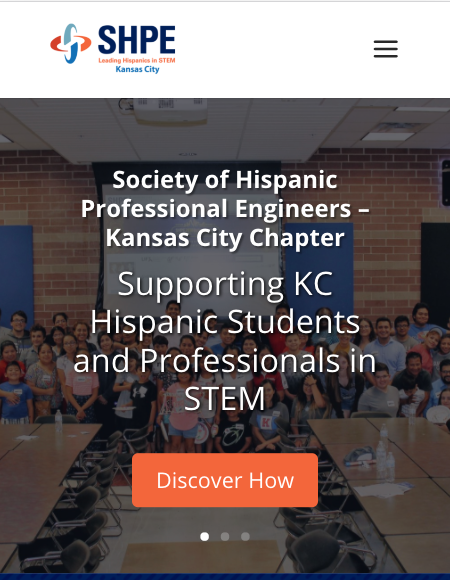 SHPE
Leading Hispanics in STEM
Kansas City
Society of Hispanic
Professional Engineers –
Kansas City Chapter
Supporting KC
Hispanic Students
and Professionals in
STEM
Discover How